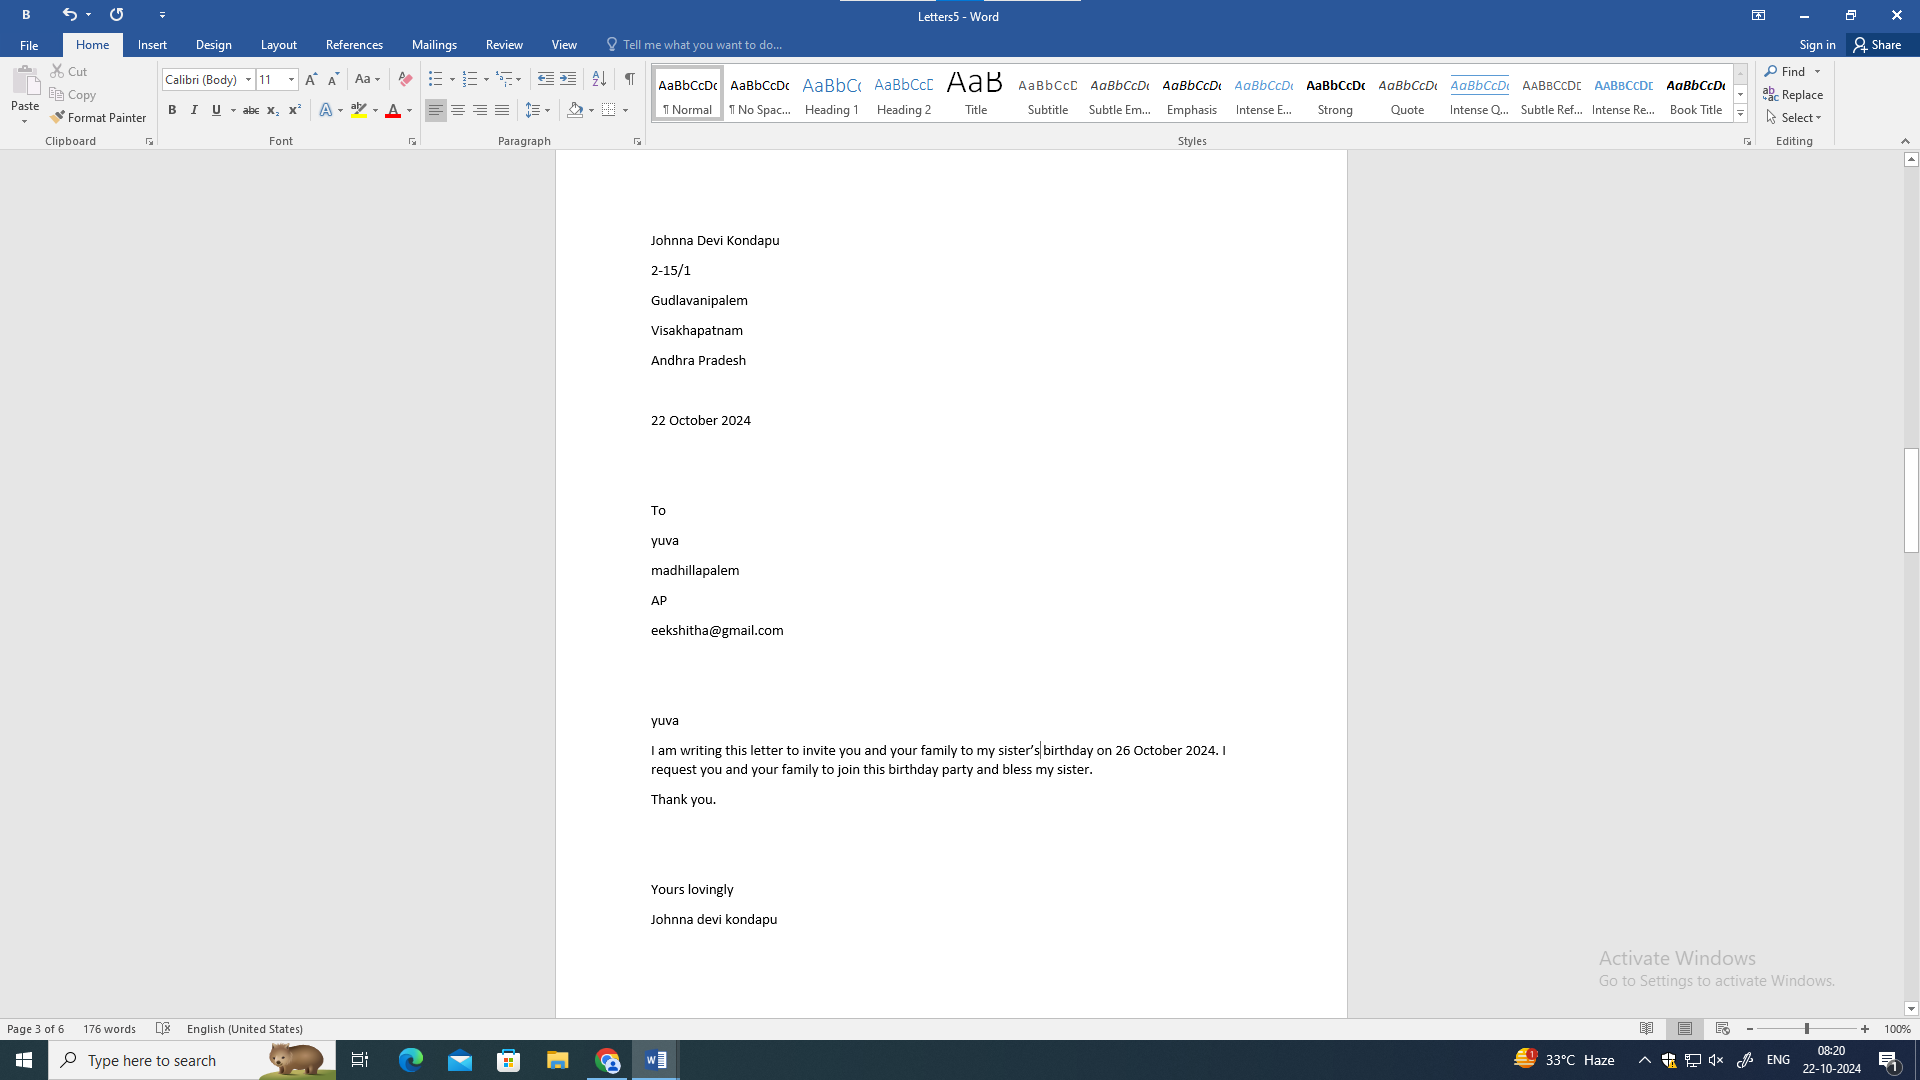 B
Letters5 - Word
File
Home
Insert
Design
Layout
References
Mailings
Review
View
Tell me what you want to do...
Sign in
Share
Paste
Cut
Copy
Format Painter
Clipboard
Calibri (Body)
11
Font
Paragraph
AaBbCcDc
¶ Normal
AaBbCcDc
¶ No Spac...
AaBbCc
Heading 1
AaBbCcD
Heading 2
AaB
Title
AaBbCcD
Subtitle
AaBbCcDc
Subtle Em...
AaBbCcDc
Emphasis
AaBbCcDc
Intense E...
AaBbCcDc
Strong
AaBbCcDc
Quote
AaBbCcDc
Intense Q...
AABBCCDD
Subtle Ref...
AABBCCDD
Intense Re...
AaBbCcDc
Book Title
Styles
Find
Replace
Select
Editing
Johnna Devi Kondapu
2-15/1
Gudlavanipalem
Visakhapatnam
Andhra Pradesh
22 October 2024
To
yuva
madhillapalem
AP
eekshitha@gmail.com
yuva
I am writing this letter to invite you and your family to my sister’s birthday on 26 October 2024. I
request you and your family to join this birthday party and bless my sister.
Thank you.
Yours lovingly
Johnna devi kondapu
Activate Windows
Go to Settings to activate Windows.
Page 3 of 6
176 words
English (United States)
100%
Type here to search
33°C Haze
ENG
08:20
22-10-2024